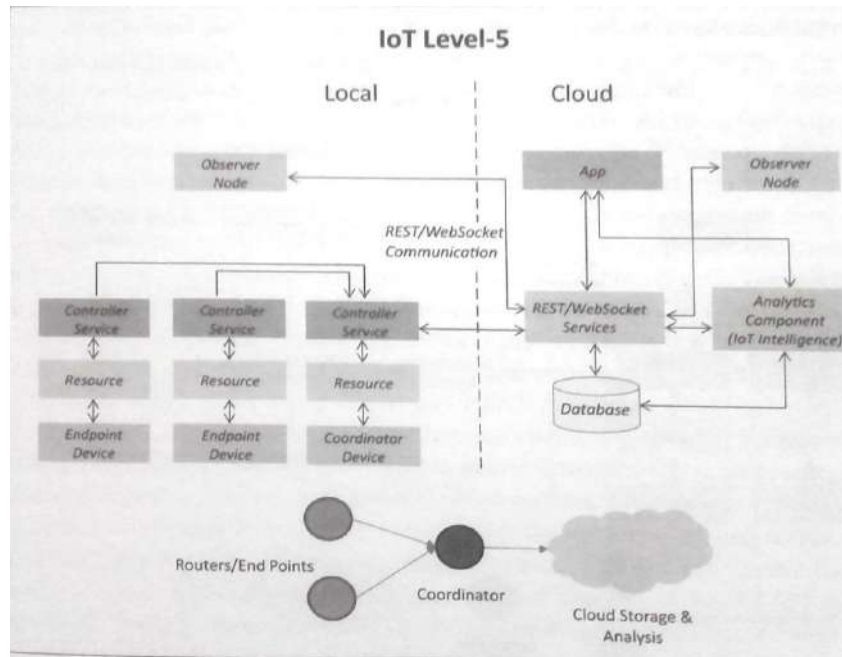 IoT Level-5
Local
Cloud
Observer
Node
App
Observer
Node
REST/WebSocket
Communication
Controller
Service
Controller
Service
Controller
Service
REST/WebSocket
Services
Analytics
Component
(IoT Intelligence)
Resource
Resource
Resource
Database
Endpoint
Device
Endpoint
Device
Coordinator
Device
Routers/End Points
Coordinator
Cloud Storage &
Analysis